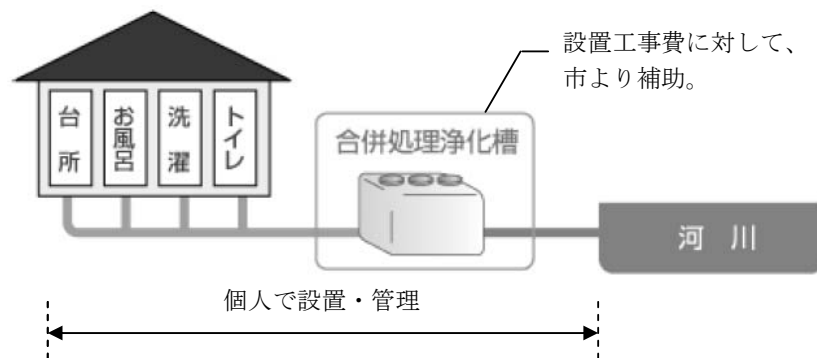 設置工事費に対して、
市より補助。
台所
お風呂
洗濯
トイレ
合併処理浄化槽
河川
個人で設置・管理